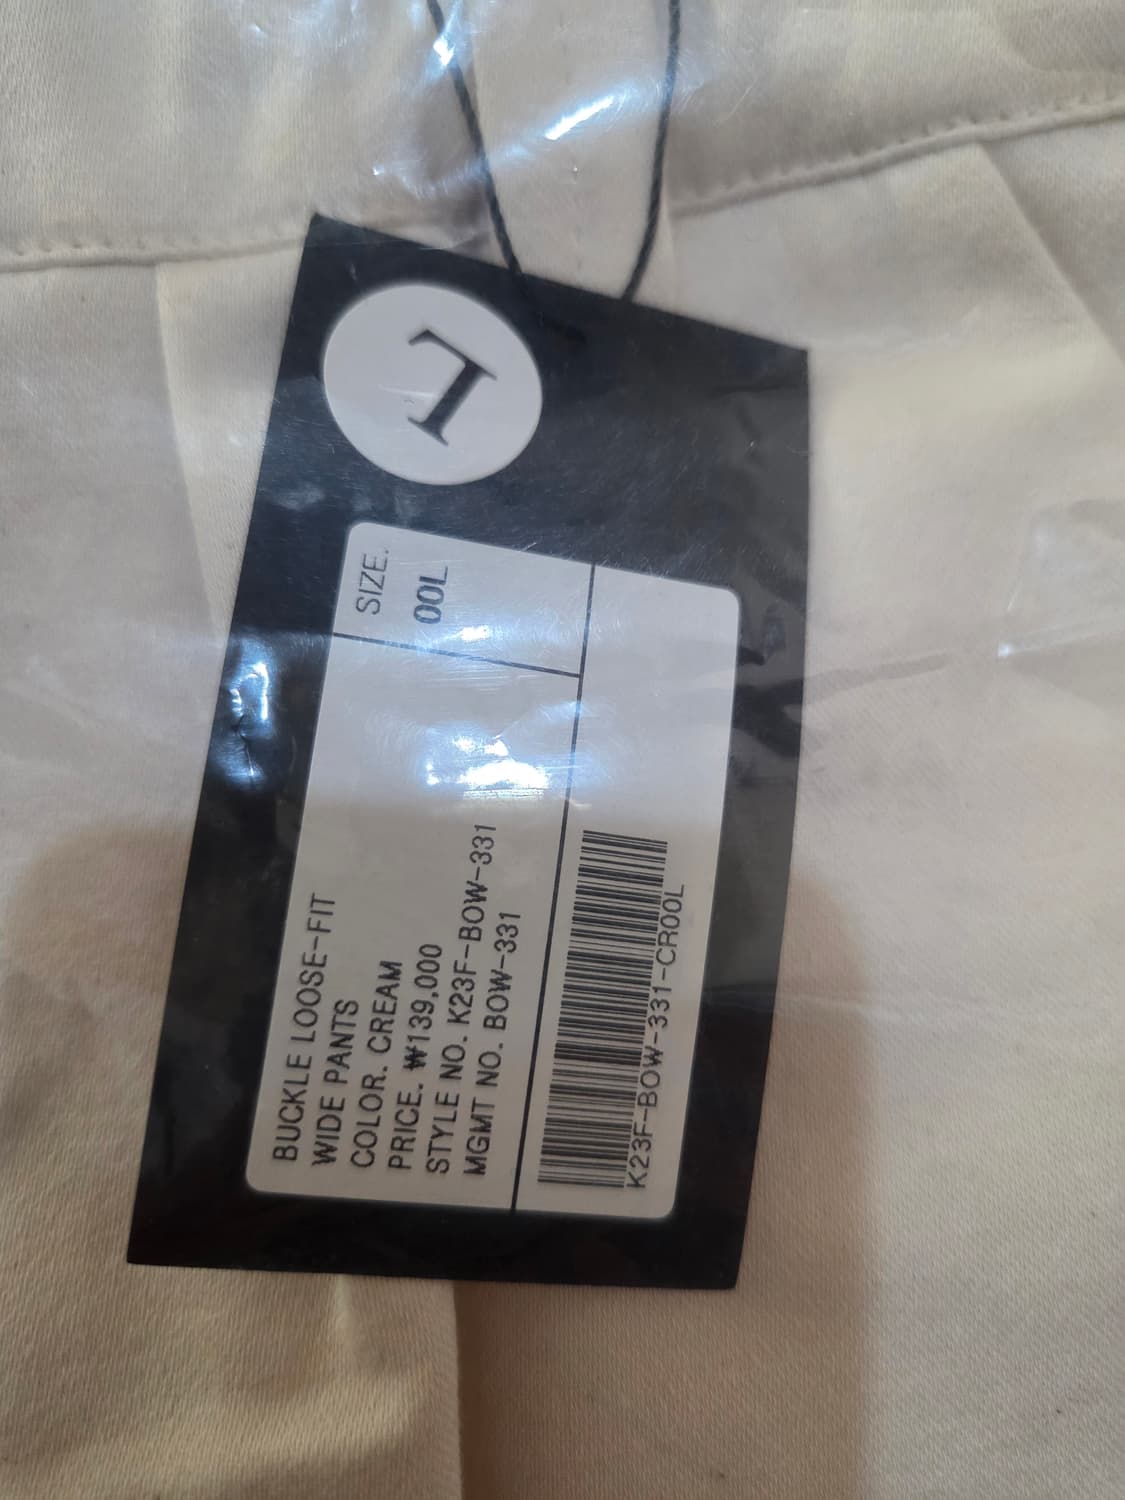 L
SIZE.
00L
BUCKLE LOOSE-FIT
WIDE PANTS
COLOR. CREAM
PRICE. ₩139,000
STYLE NO. K23F-BOW-331
MGMT NO. BOW-331
K23F-BOW-331-CR00L